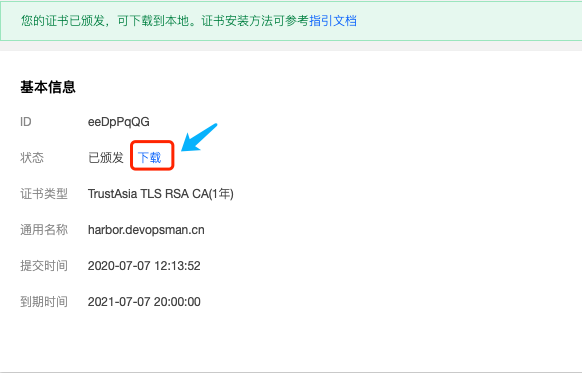 您的证书已颁发，可下载到本地。证书安装方法可参考指引文档
基本信息
ID eeDpPqQG
状态 已颁发 下载
证书类型 TrustAsia TLS RSA CA(1年)
通用名称 harbor.devopsman.cn
提交时间 2020-07-07 12:13:52
到期时间 2021-07-07 20:00:00